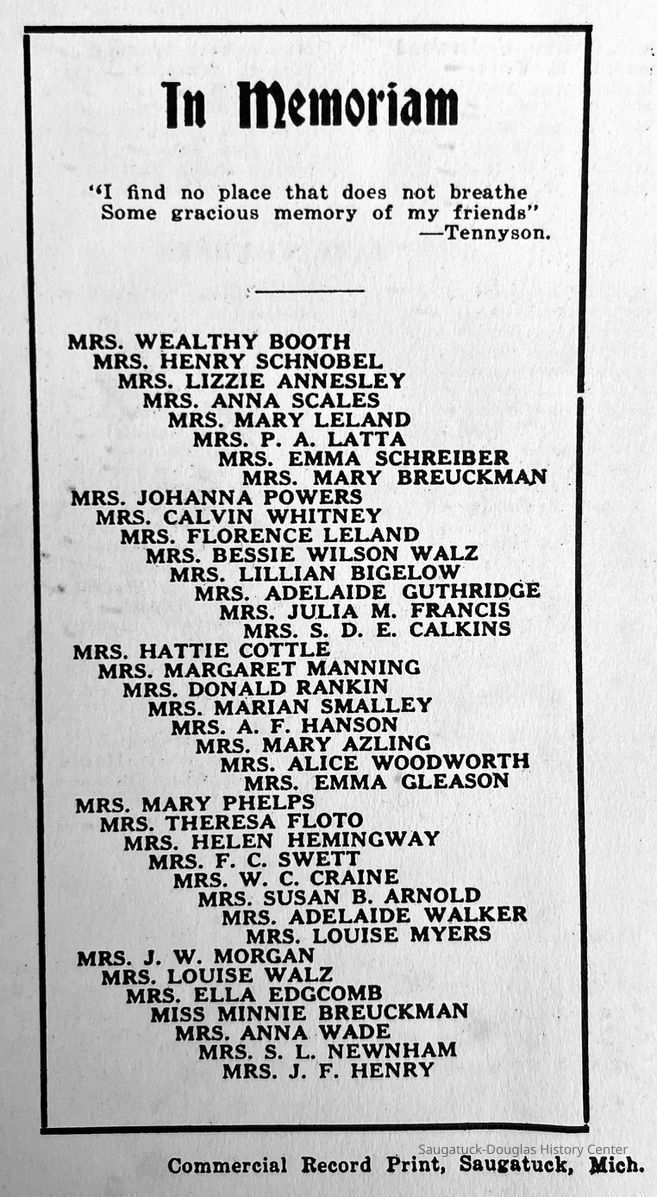 In Memoriam
"I find no place that does not breathe
Some gracious memory of my friends"
—Tennyson.
MRS. WEALTHY BOOTH
MRS. HENRY SCHNOBEL
MRS. LIZZIE ANNESLEY
MRS. ANNA SCALES
MRS. MARY LELAND
MRS. P. A. LATTA
MRS. EMMA SCHREIBER
MRS. MARY BREUCKMAN
MRS. JOHANNA POWERS
MRS. CALVIN WHITNEY
MRS. FLORENCE LELAND
MRS. BESSIE WILSON WALZ
MRS. LILLIAN BIGELOW
MRS. ADELAIDE GUTHRIDGE
MRS. JULIA M. FRANCIS
MRS. S. D. E. CALKINS
MRS. HATTIE COTTLE
MRS. MARGARET MANNING
MRS. DONALD RANKIN
MRS. MARIAN SMALLEY
MRS. A. F. HANSON
MRS. MARY AZLING
MRS. ALICE WOODWORTH
MRS. EMMA GLEASON
MRS. MARY PHELPS
MRS. THERESA FLOTO
MRS. HELEN HEMINGWAY
MRS. F. C. SWETT
MRS. W. C. CRAINE
MRS. SUSAN B. ARNOLD
MRS. ADELAIDE WALKER
MRS. LOUISE MYERS
MRS. J. W. MORGAN
MRS. LOUISE WALZ
MRS. ELLA EDGCOMB
MISS MINNIE BREUCKMAN
MRS. ANNA WADE
MRS. S. L. NEWNHAM
MRS. J. F. HENRY
Saugatuck-Douglas History Center
Commercial Record Print, Saugatuck, Mich.